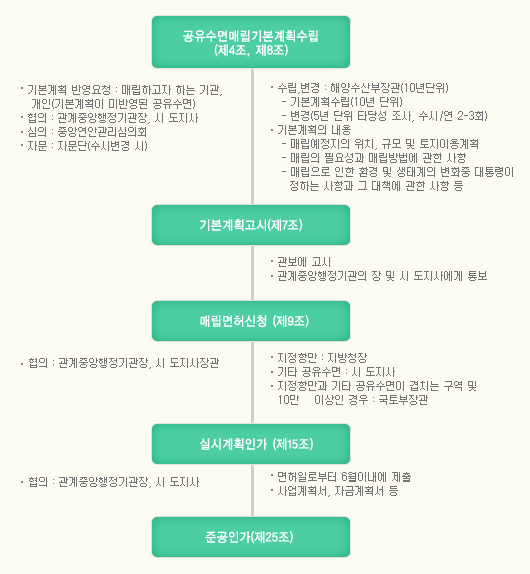 공유수면매립기본계획수립
(제4조, 제8조)
· 기본계획 반영요청 : 매립하고자 하는 기관,
개인(기본계획이 미반영된 공유수면)
· 협의 : 관계중앙행정기관장, 시 도지사
· 심의 : 중앙연안관리심의회
· 자문 : 자문단(수시변경 시)
· 수립,변경 : 해양수산부장관(10년단위)
- 기본계획수립(10년 단위)
- 변경(5년 단위 타당성 조사, 수시/연 2-3회)
· 기본계획의 내용
- 매립예정지의 위치, 규모 및 토지이용계획
- 매립의 필요성과 매립방법에 관한 사항
- 매립으로 인한 환경 및 생태계의 변화중 대통령이
정하는 사항과 그 대책에 관한 사항 등
기본계획고시(제7조)
· 관보에 고시
· 관계중앙행정기관의 장 및 시 도지사에게 통보
매립면허신청 (제9조)
· 협의 : 관계중앙행정기관장, 시 도지사장관
· 지정항만 : 지방청장
· 기타 공유수면 : 시 도지사
· 지정항만과 기타 공유수면이 겹치는 구역 및
10만 이상인 경우 : 국토부장관
실시계획인가 (제15조)
· 협의 : 관계중앙행정기관장, 시 도지사
· 면허일로부터 6월이내에 제출
· 사업계획서, 자금계획서 등
준공인가(제25조)